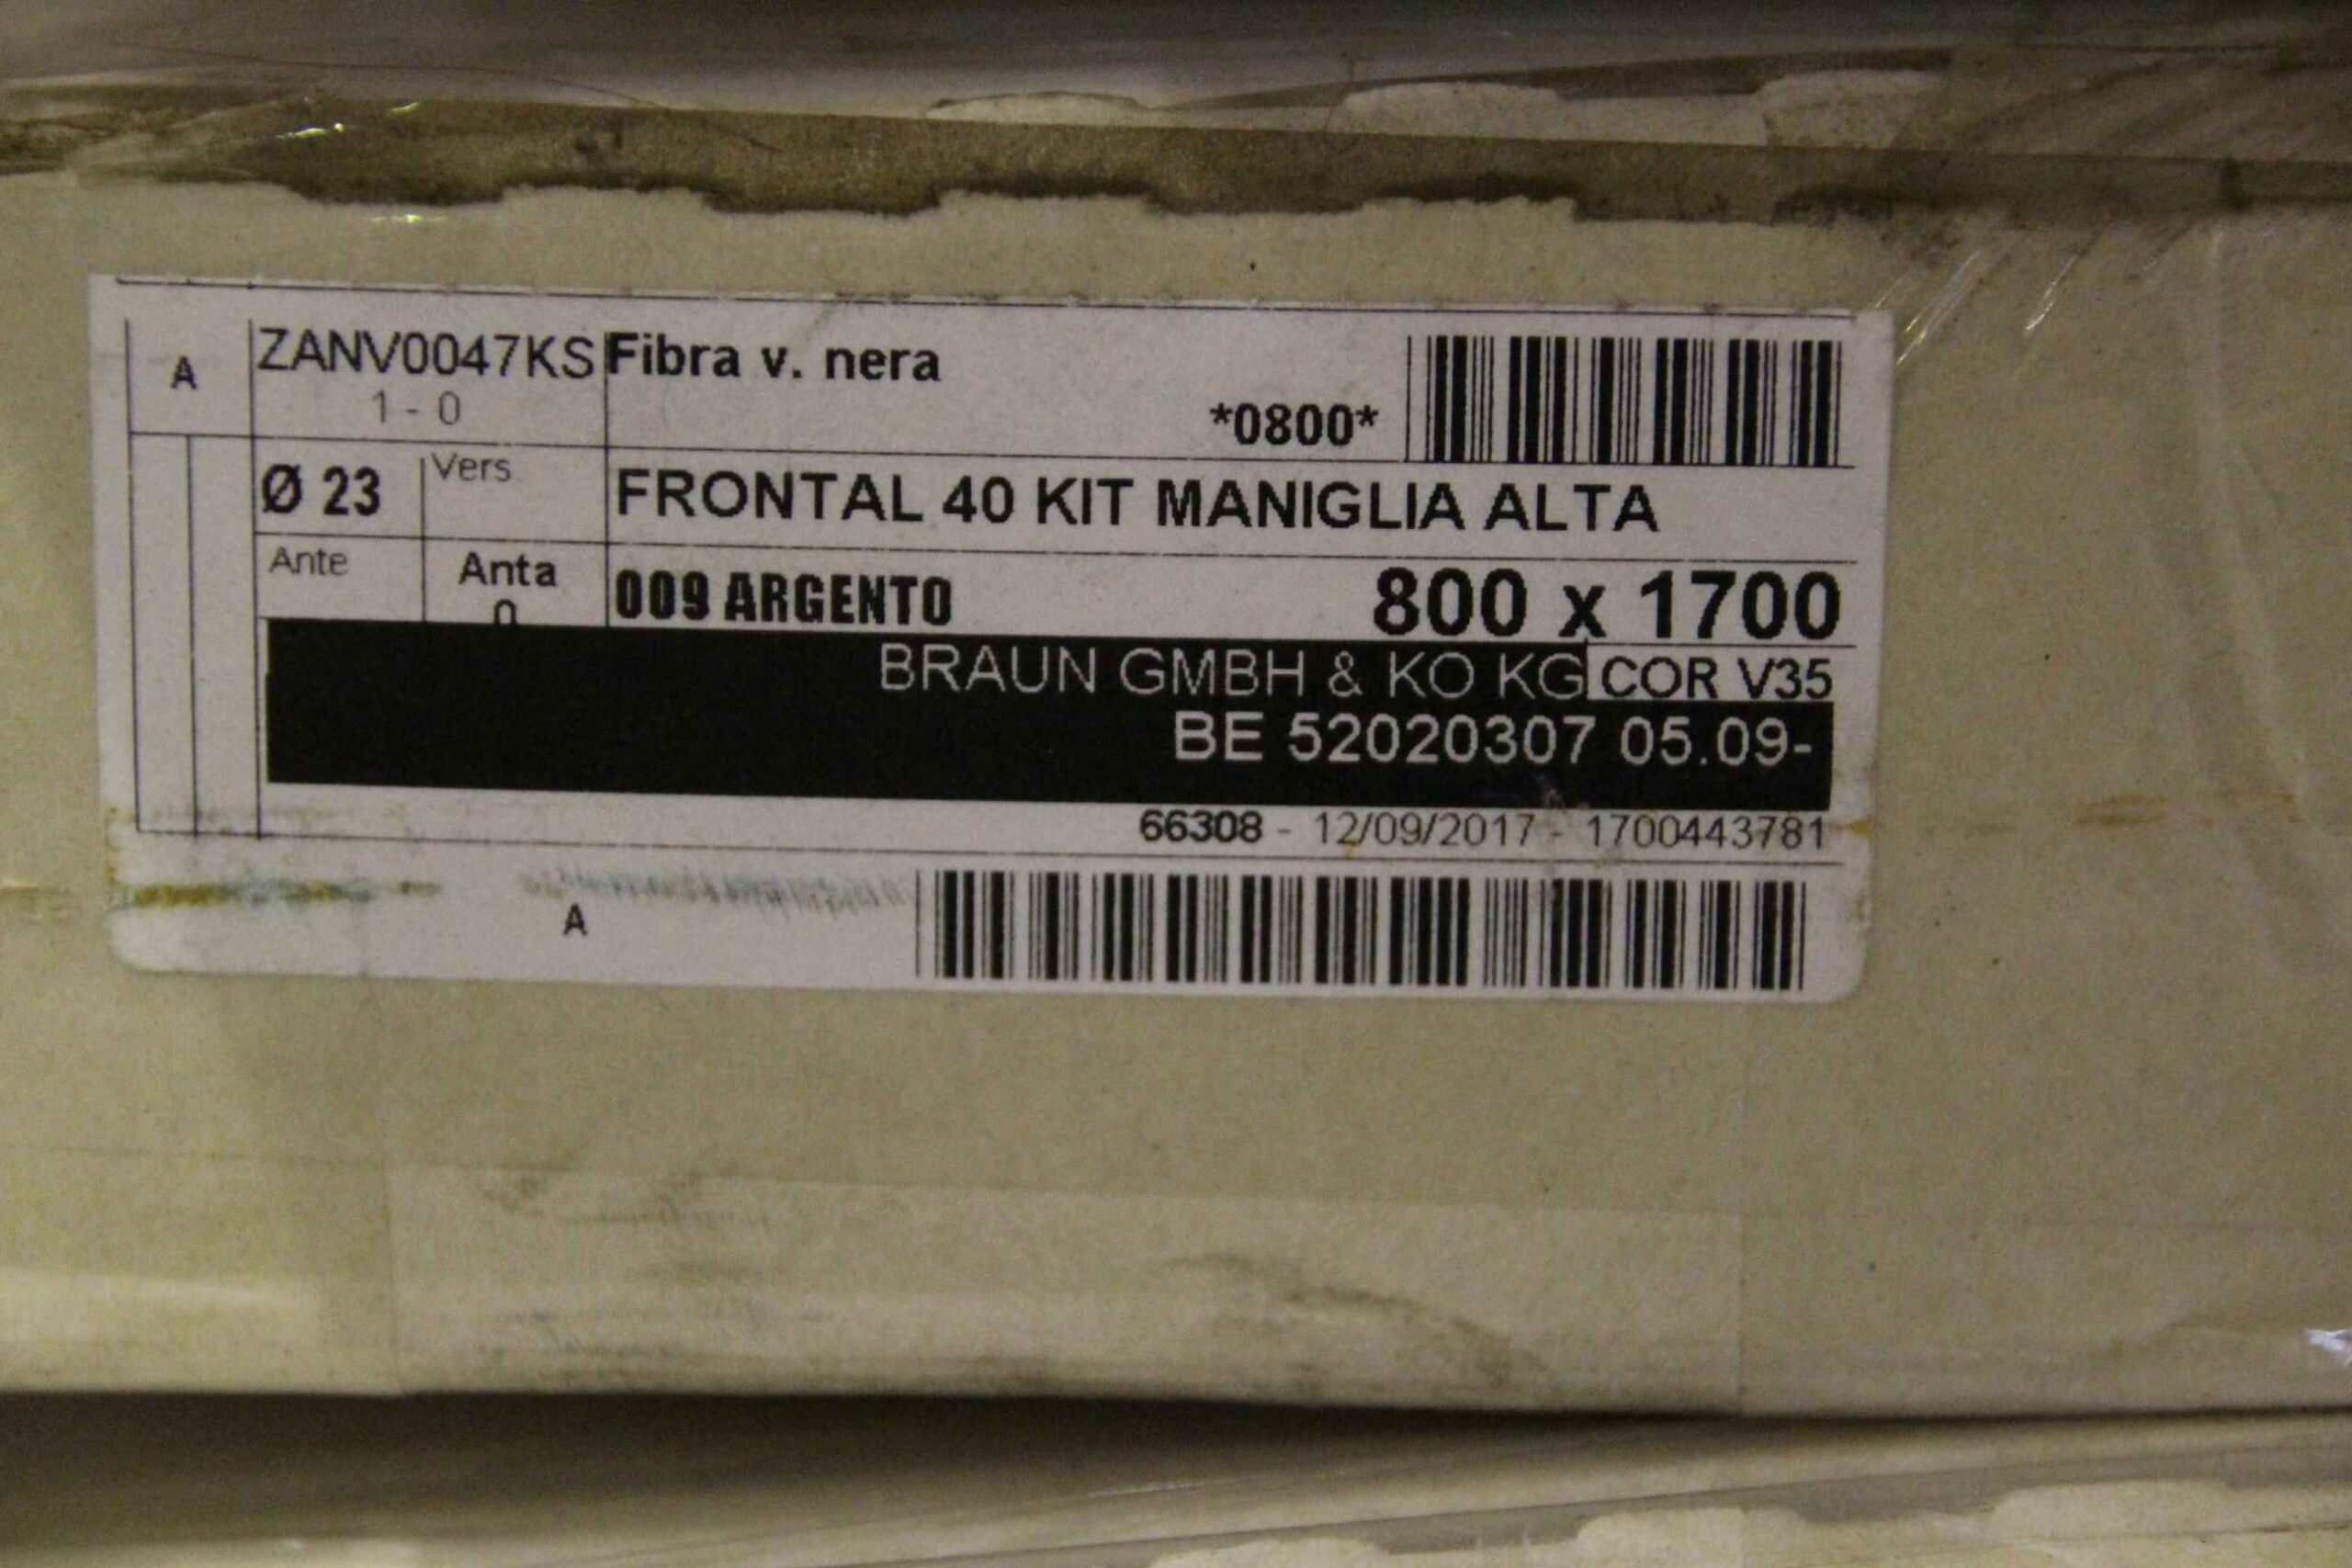 A
ZANV0047KS
1 - 0
Fibra v. nera
*0800*
Ø 23
Vers.
FRONTAL 40 KIT MANIGLIA ALTA
Ante
Anta
009 ARGENTO
800 x 1700
BRAUN GMBH & KO KG
COR V35
BE 52020307 05.09-
66308 - 12/09/2017 - 1700443781
A